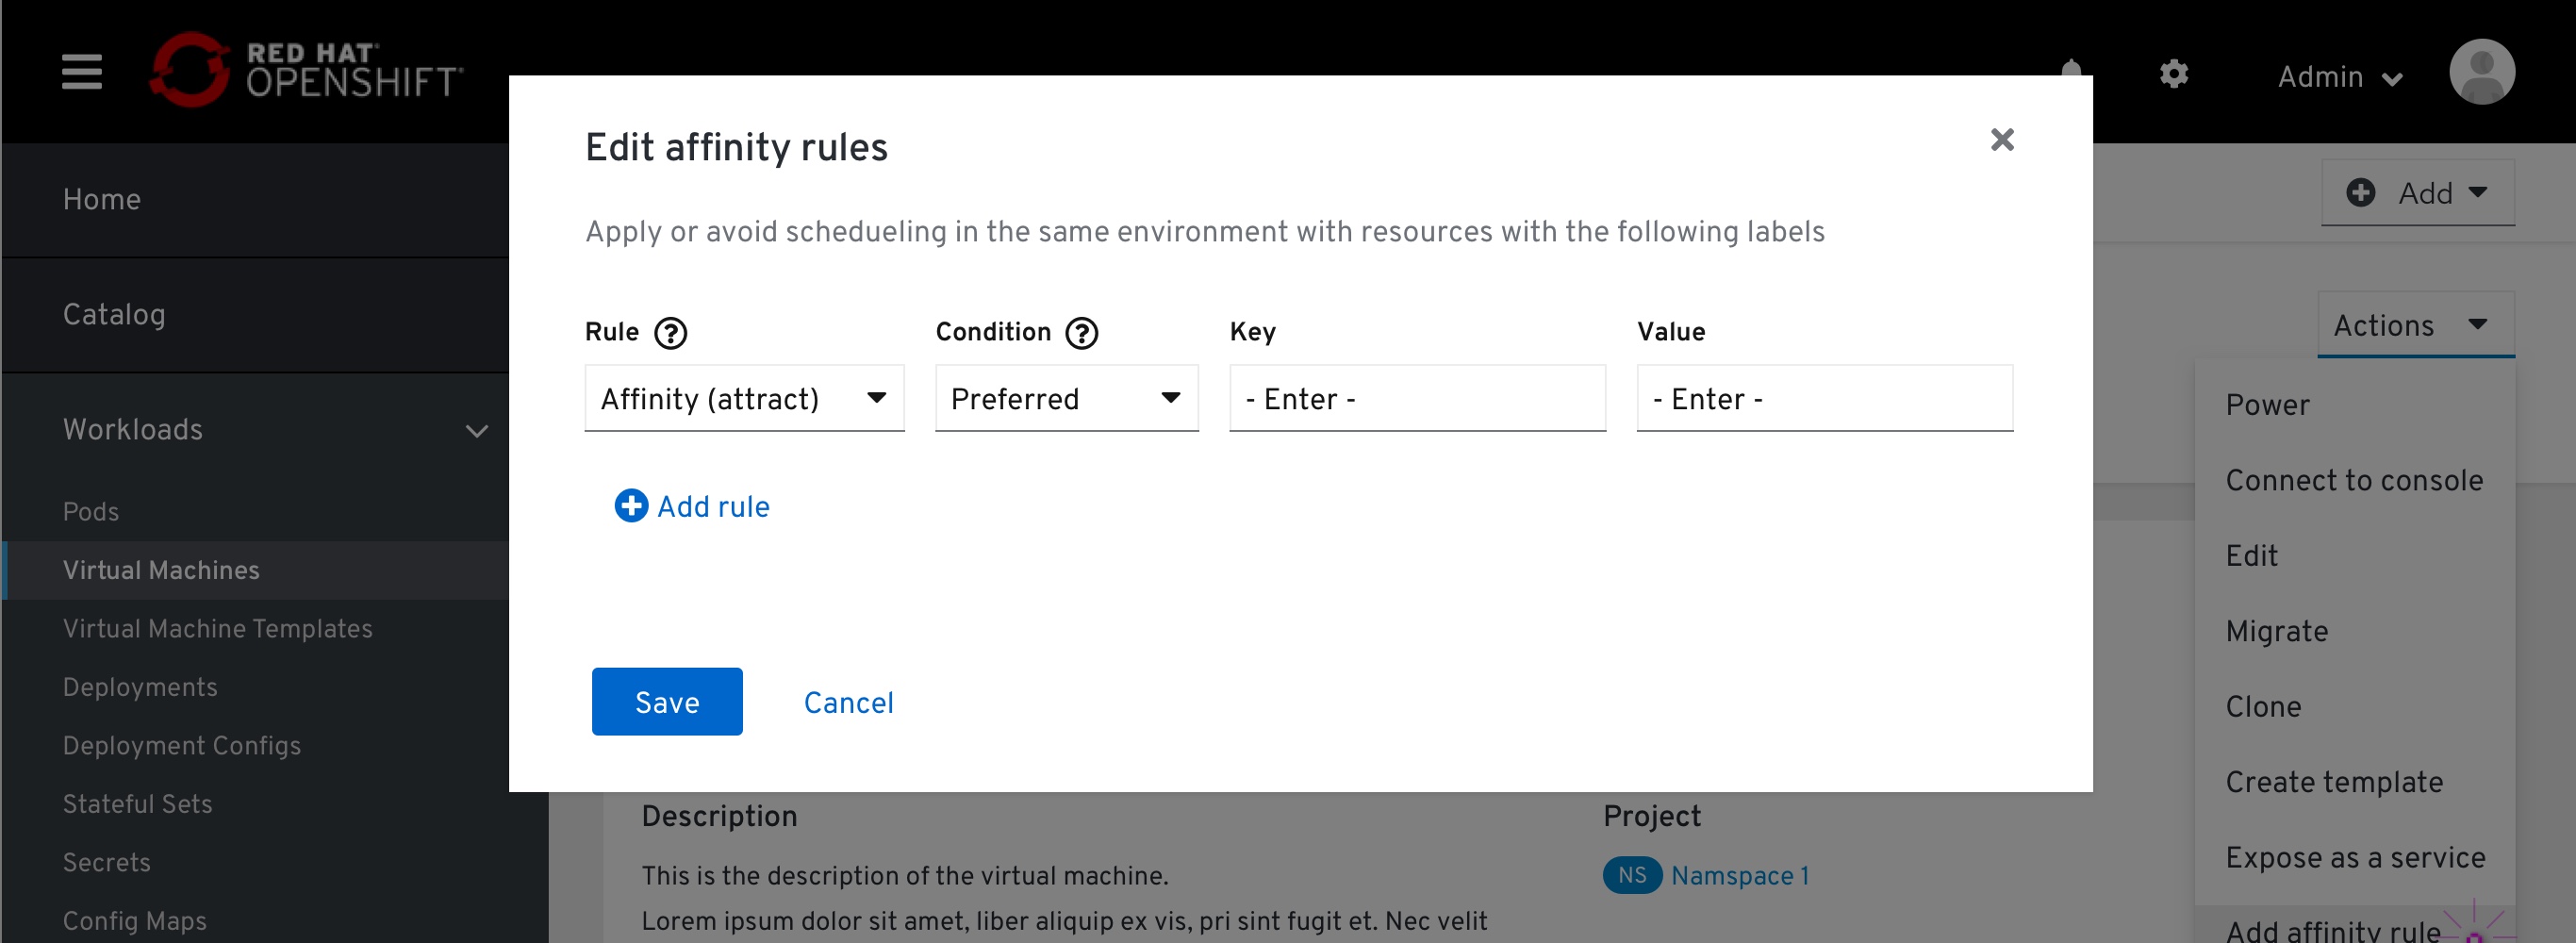 RED HAT
OPENSHIFT
Admin
Home
Catalog
Workloads
Pods
Virtual Machines
Virtual Machine Templates
Deployments
Deployment Configs
Stateful Sets
Secrets
Config Maps
Edit affinity rules
Apply or avoid schedueling in the same environment with resources with the following labels
Rule ? Condition ? Key Value
Affinity (attract) Preferred - Enter - - Enter -
Add rule
Save Cancel
Add
Actions
Power
Connect to console
Edit
Migrate
Clone
Create template
Expose as a service
Add affinity rule
Description
This is the description of the virtual machine.
Lorem ipsum dolor sit amet, liber aliquip ex vis, pri sint fugit et. Nec velit
Project
NS Namspace 1